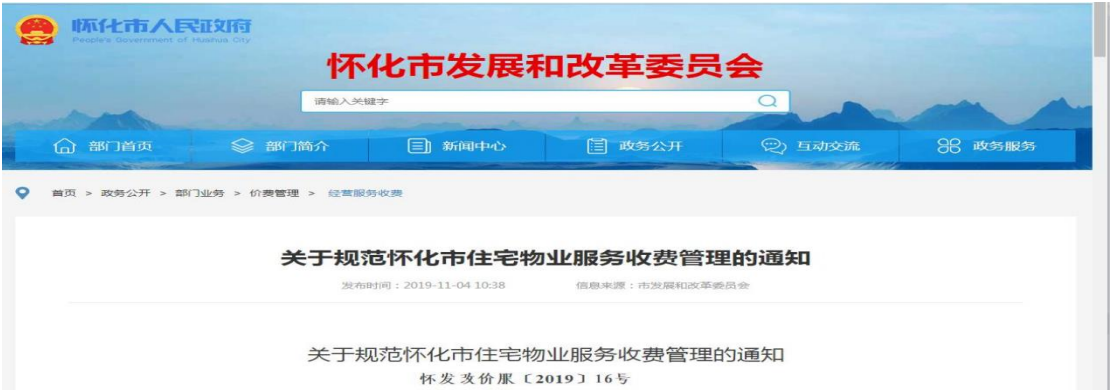 怀化市人民政府
People's Government of Huaihua City
怀化市发展和改革委员会
请输入关键字
部门首页 部门简介 新闻中心 政务公开 互动交流 政务服务
首页 > 政务公开 > 部门业务 > 价费管理 > 经营服务收费
关于规范怀化市住宅物业服务收费管理的通知
发布时间：2019-11-04 10:38 信息来源：市发展和改革委员会
关于规范怀化市住宅物业服务收费管理的通知
怀发改价服〔2019〕16号